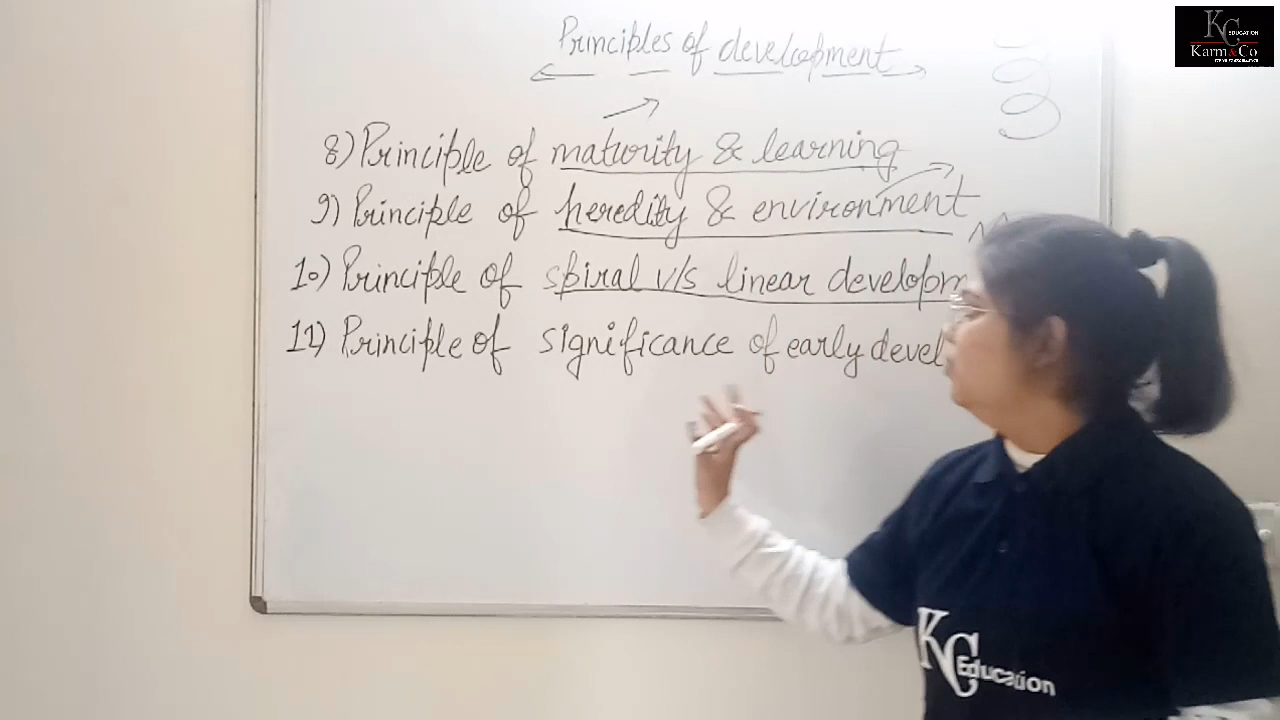 Principles of development
8) Principle of maturity & learning
9) Principle of heredity & environment
10) Principle of spiral v/s linear developm
11) Principle of significance of early devel
KC EDUCATION
Karm & Co
KC Education